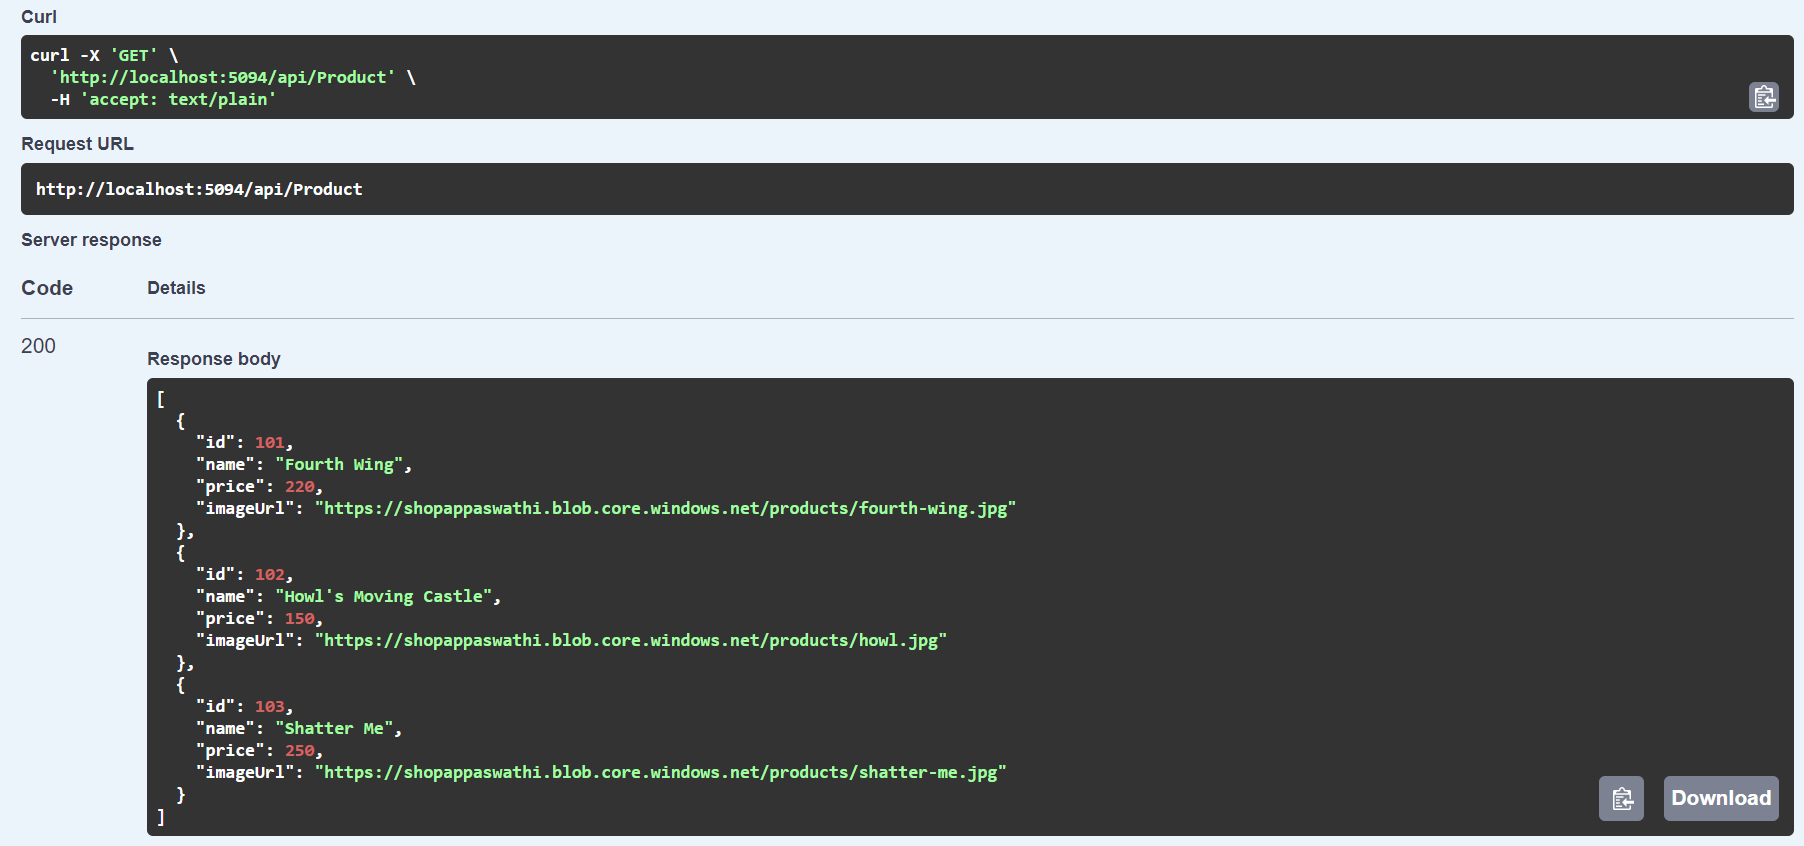 Curl
curl -X 'GET' \
  'http://localhost:5094/api/Product' \
  -H 'accept: text/plain'
Request URL
http://localhost:5094/api/Product
Server response
Code Details
200
Response body
[
  {
    "id": 101,
    "name": "Fourth Wing",
    "price": 220,
    "imageUrl": "https://shopappaswathi.blob.core.windows.net/products/fourth-wing.jpg"
  },
  {
    "id": 102,
    "name": "Howl's Moving Castle",
    "price": 150,
    "imageUrl": "https://shopappaswathi.blob.core.windows.net/products/howl.jpg"
  },
  {
    "id": 103,
    "name": "Shatter Me",
    "price": 250,
    "imageUrl": "https://shopappaswathi.blob.core.windows.net/products/shatter-me.jpg"
  }
]
Download